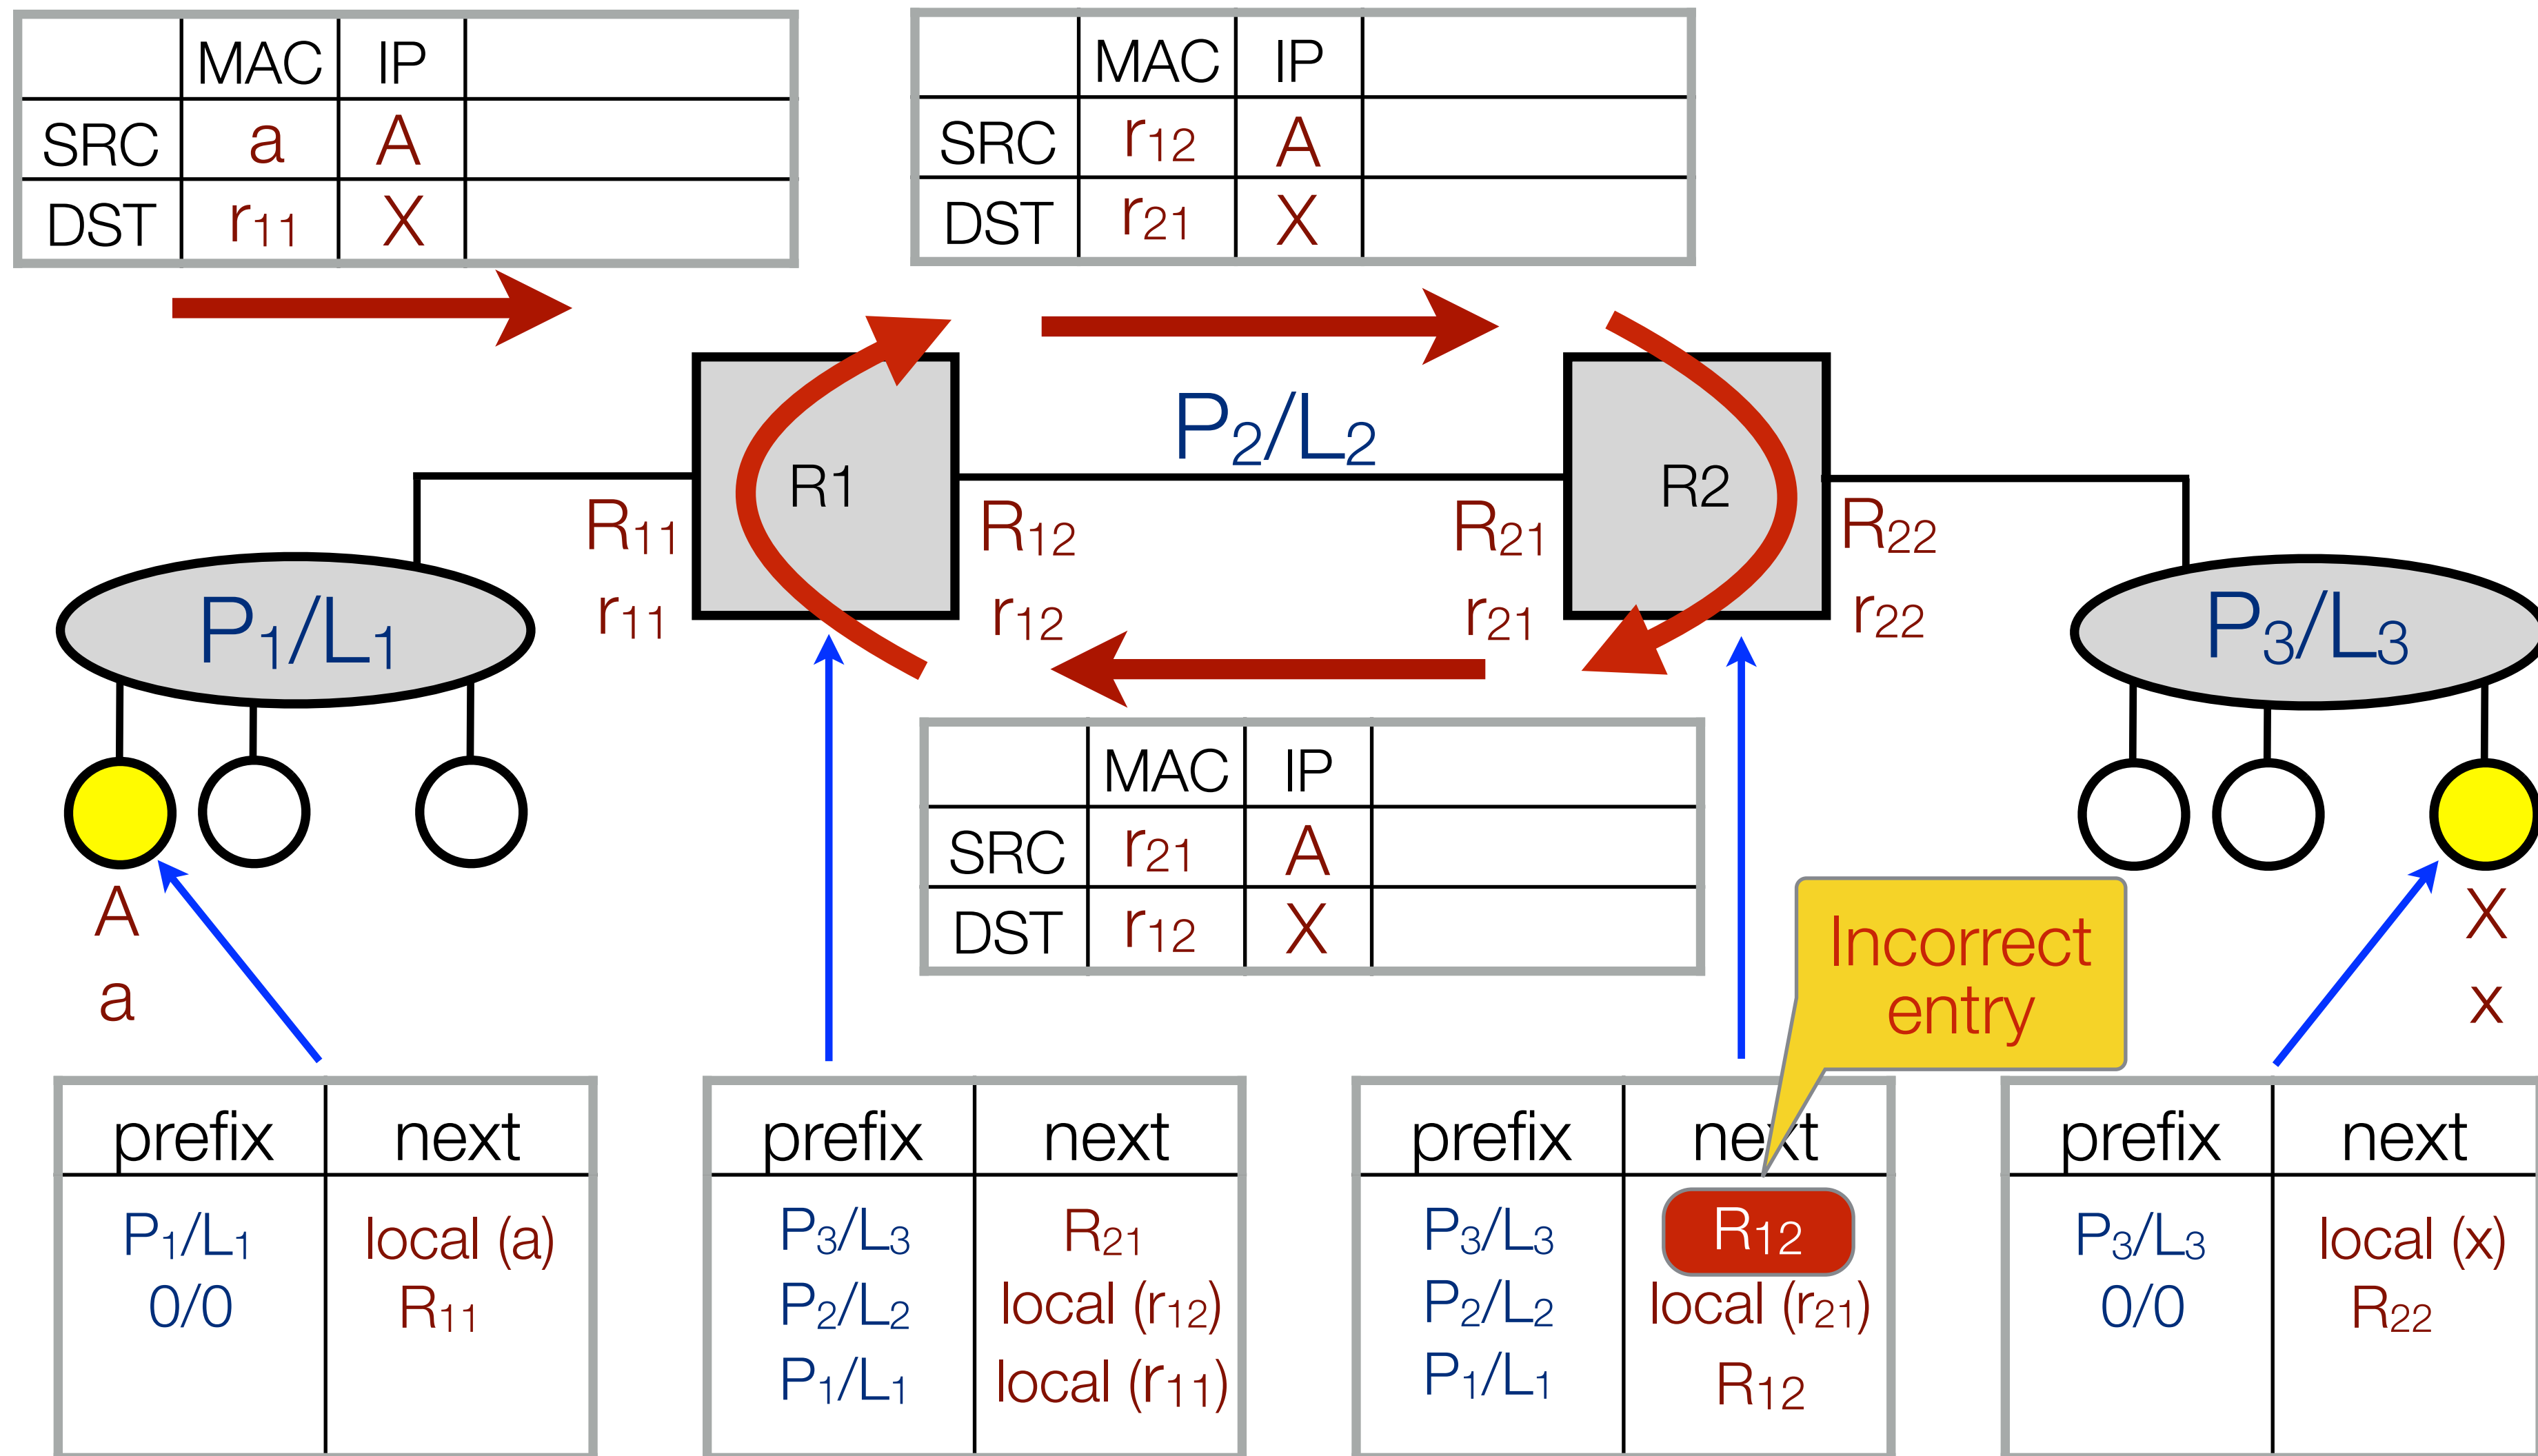 MAC IP
SRC a A
DST r11 X
MAC IP
SRC r12 A
DST r21 X
P2/L2
R1
R2
R11
r11
R12
r12
R21
r21
R22
r22
P1/L1
P3/L3
MAC IP
SRC r21 A
DST r12 X
A
a
X
x
Incorrect
entry
prefix next
P1/L1 local (a)
0/0 R11
prefix next
P3/L3 R21
P2/L2 local (r12)
P1/L1 local (r11)
prefix next
P3/L3 R12
P2/L2 local (r21)
P1/L1 R12
prefix next
P3/L3 local (x)
0/0 R22